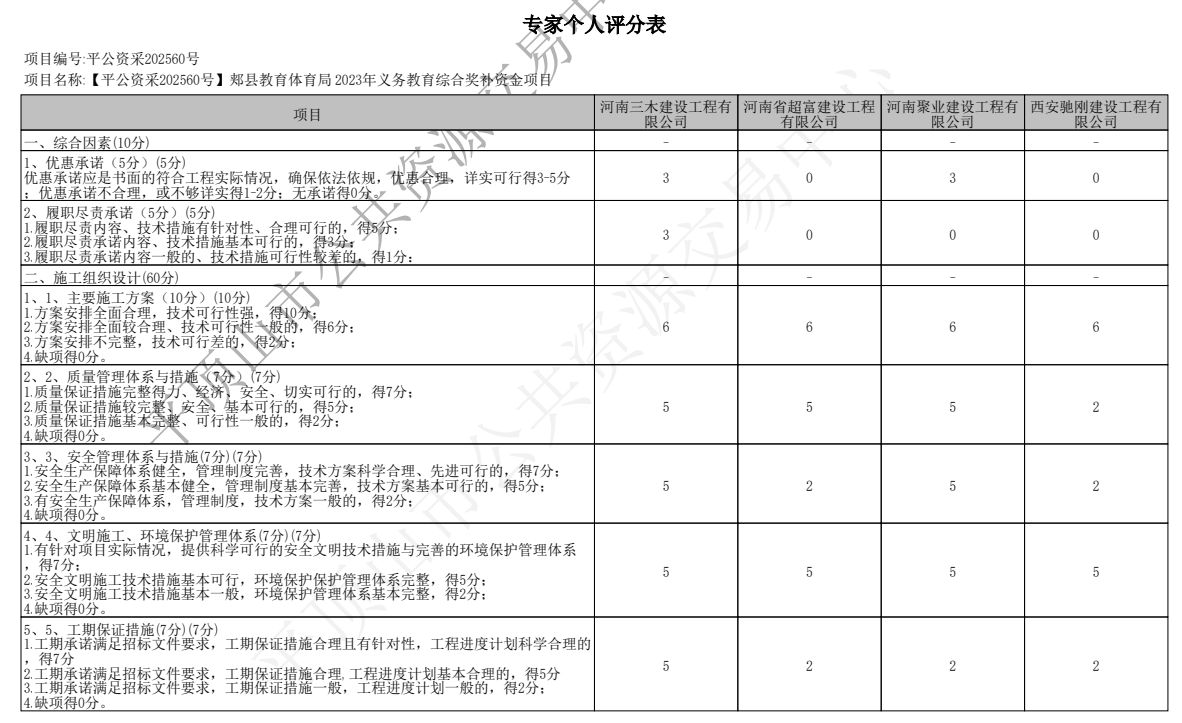 专家个人评分表
项目编号:平公资采202560号
项目名称:【平公资采202560号】郏县教育体育局2023年义务教育综合奖补资金项目
项目
河南三木建设工程有
限公司
河南省超富建设工程
有限公司
河南聚业建设工程有
限公司
西安驰刚建设工程有
限公司
一、综合因素(10分)
-
-
-
-
1、优惠承诺（5分）(5分)
优惠承诺应是书面的符合工程实际情况，确保依法依规，优惠合理，详实可行得3-5分
；优惠承诺不合理，或不够详实得1-2分；无承诺得0分。
3
0
3
0
2、履职尽责承诺（5分）(5分)
1.履职尽责内容、技术措施有针对性、合理可行的，得5分；
2.履职尽责承诺内容、技术措施基本可行的，得3分；
3.履职尽责承诺内容一般的、技术措施可行性较差的，得1分；
3
0
0
0
二、施工组织设计(60分)
-
-
-
-
1、1、主要施工方案（10分）(10分)
1.方案安排全面合理，技术可行性强，得10分；
2.方案安排全面较合理、技术可行性一般的，得6分；
3.方案安排不完整，技术可行差的，得2分；
4.缺项得0分。
6
6
6
6
2、2、质量管理体系与措施（7分）(7分)
1.质量保证措施完整得力、经济、安全、切实可行的，得7分；
2.质量保证措施较完整、安全、基本可行的，得5分；
3.质量保证措施基本完整、可行性一般的，得2分；
4.缺项得0分。
5
5
5
2
3、3、安全管理体系与措施(7分)(7分)
1.安全生产保障体系健全，管理制度完善，技术方案科学合理、先进可行的，得7分；
2.安全生产保障体系基本健全，管理制度基本完善，技术方案基本可行的，得5分；
3.有安全生产保障体系，管理制度，技术方案一般的，得2分；
4.缺项得0分。
5
2
5
2
4、4、文明施工、环境保护管理体系(7分)(7分)
1.有针对项目实际情况，提供科学可行的安全文明技术措施与完善的环境保护管理体系
，得7分；
2.安全文明施工技术措施基本可行，环境保护保护管理体系完整，得5分；
3.安全文明施工技术措施基本一般，环境保护管理体系基本完整，得2分；
4.缺项得0分。
5
5
5
5
5、5、工期保证措施(7分)(7分)
1.工期承诺满足招标文件要求，工期保证措施合理且有针对性，工程进度计划科学合理的
，得7分
2.工期承诺满足招标文件要求，工期保证措施合理,工程进度计划基本合理的，得5分
3.工期承诺满足招标文件要求，工期保证措施一般，工程进度计划一般的，得2分；
4.缺项得0分。
5
2
2
2
平顶山市公共资源交易中
平顶山市公共资源交易中心